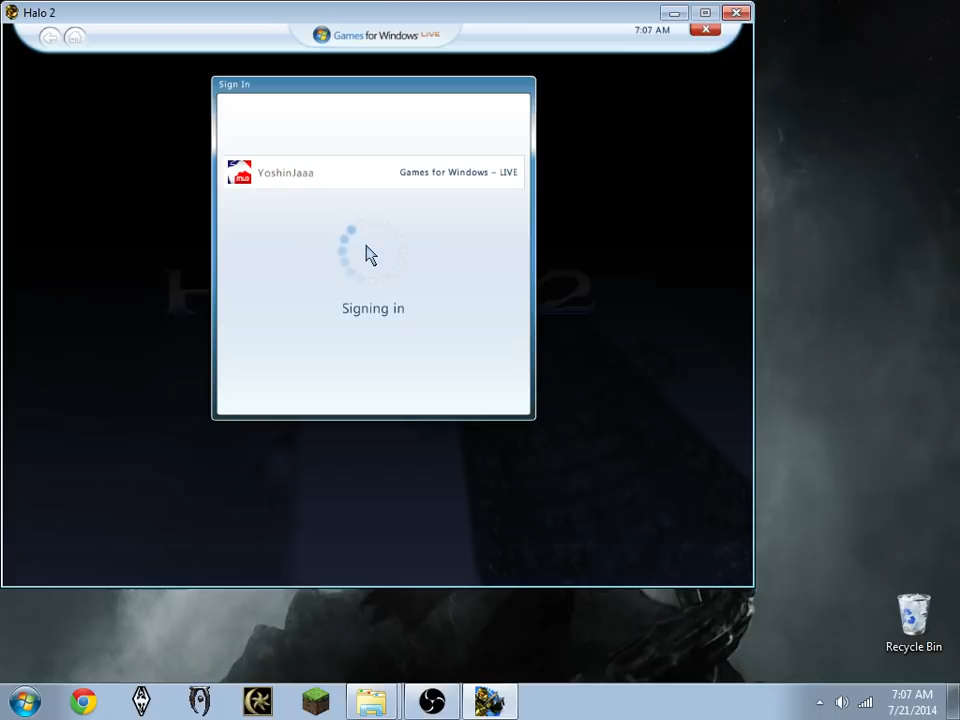 Halo 2
Games for Windows LIVE
7:07 AM
Sign In
YoshinJaaa
Games for Windows – LIVE
Signing in
Recycle Bin
7:07 AM
7/21/2014